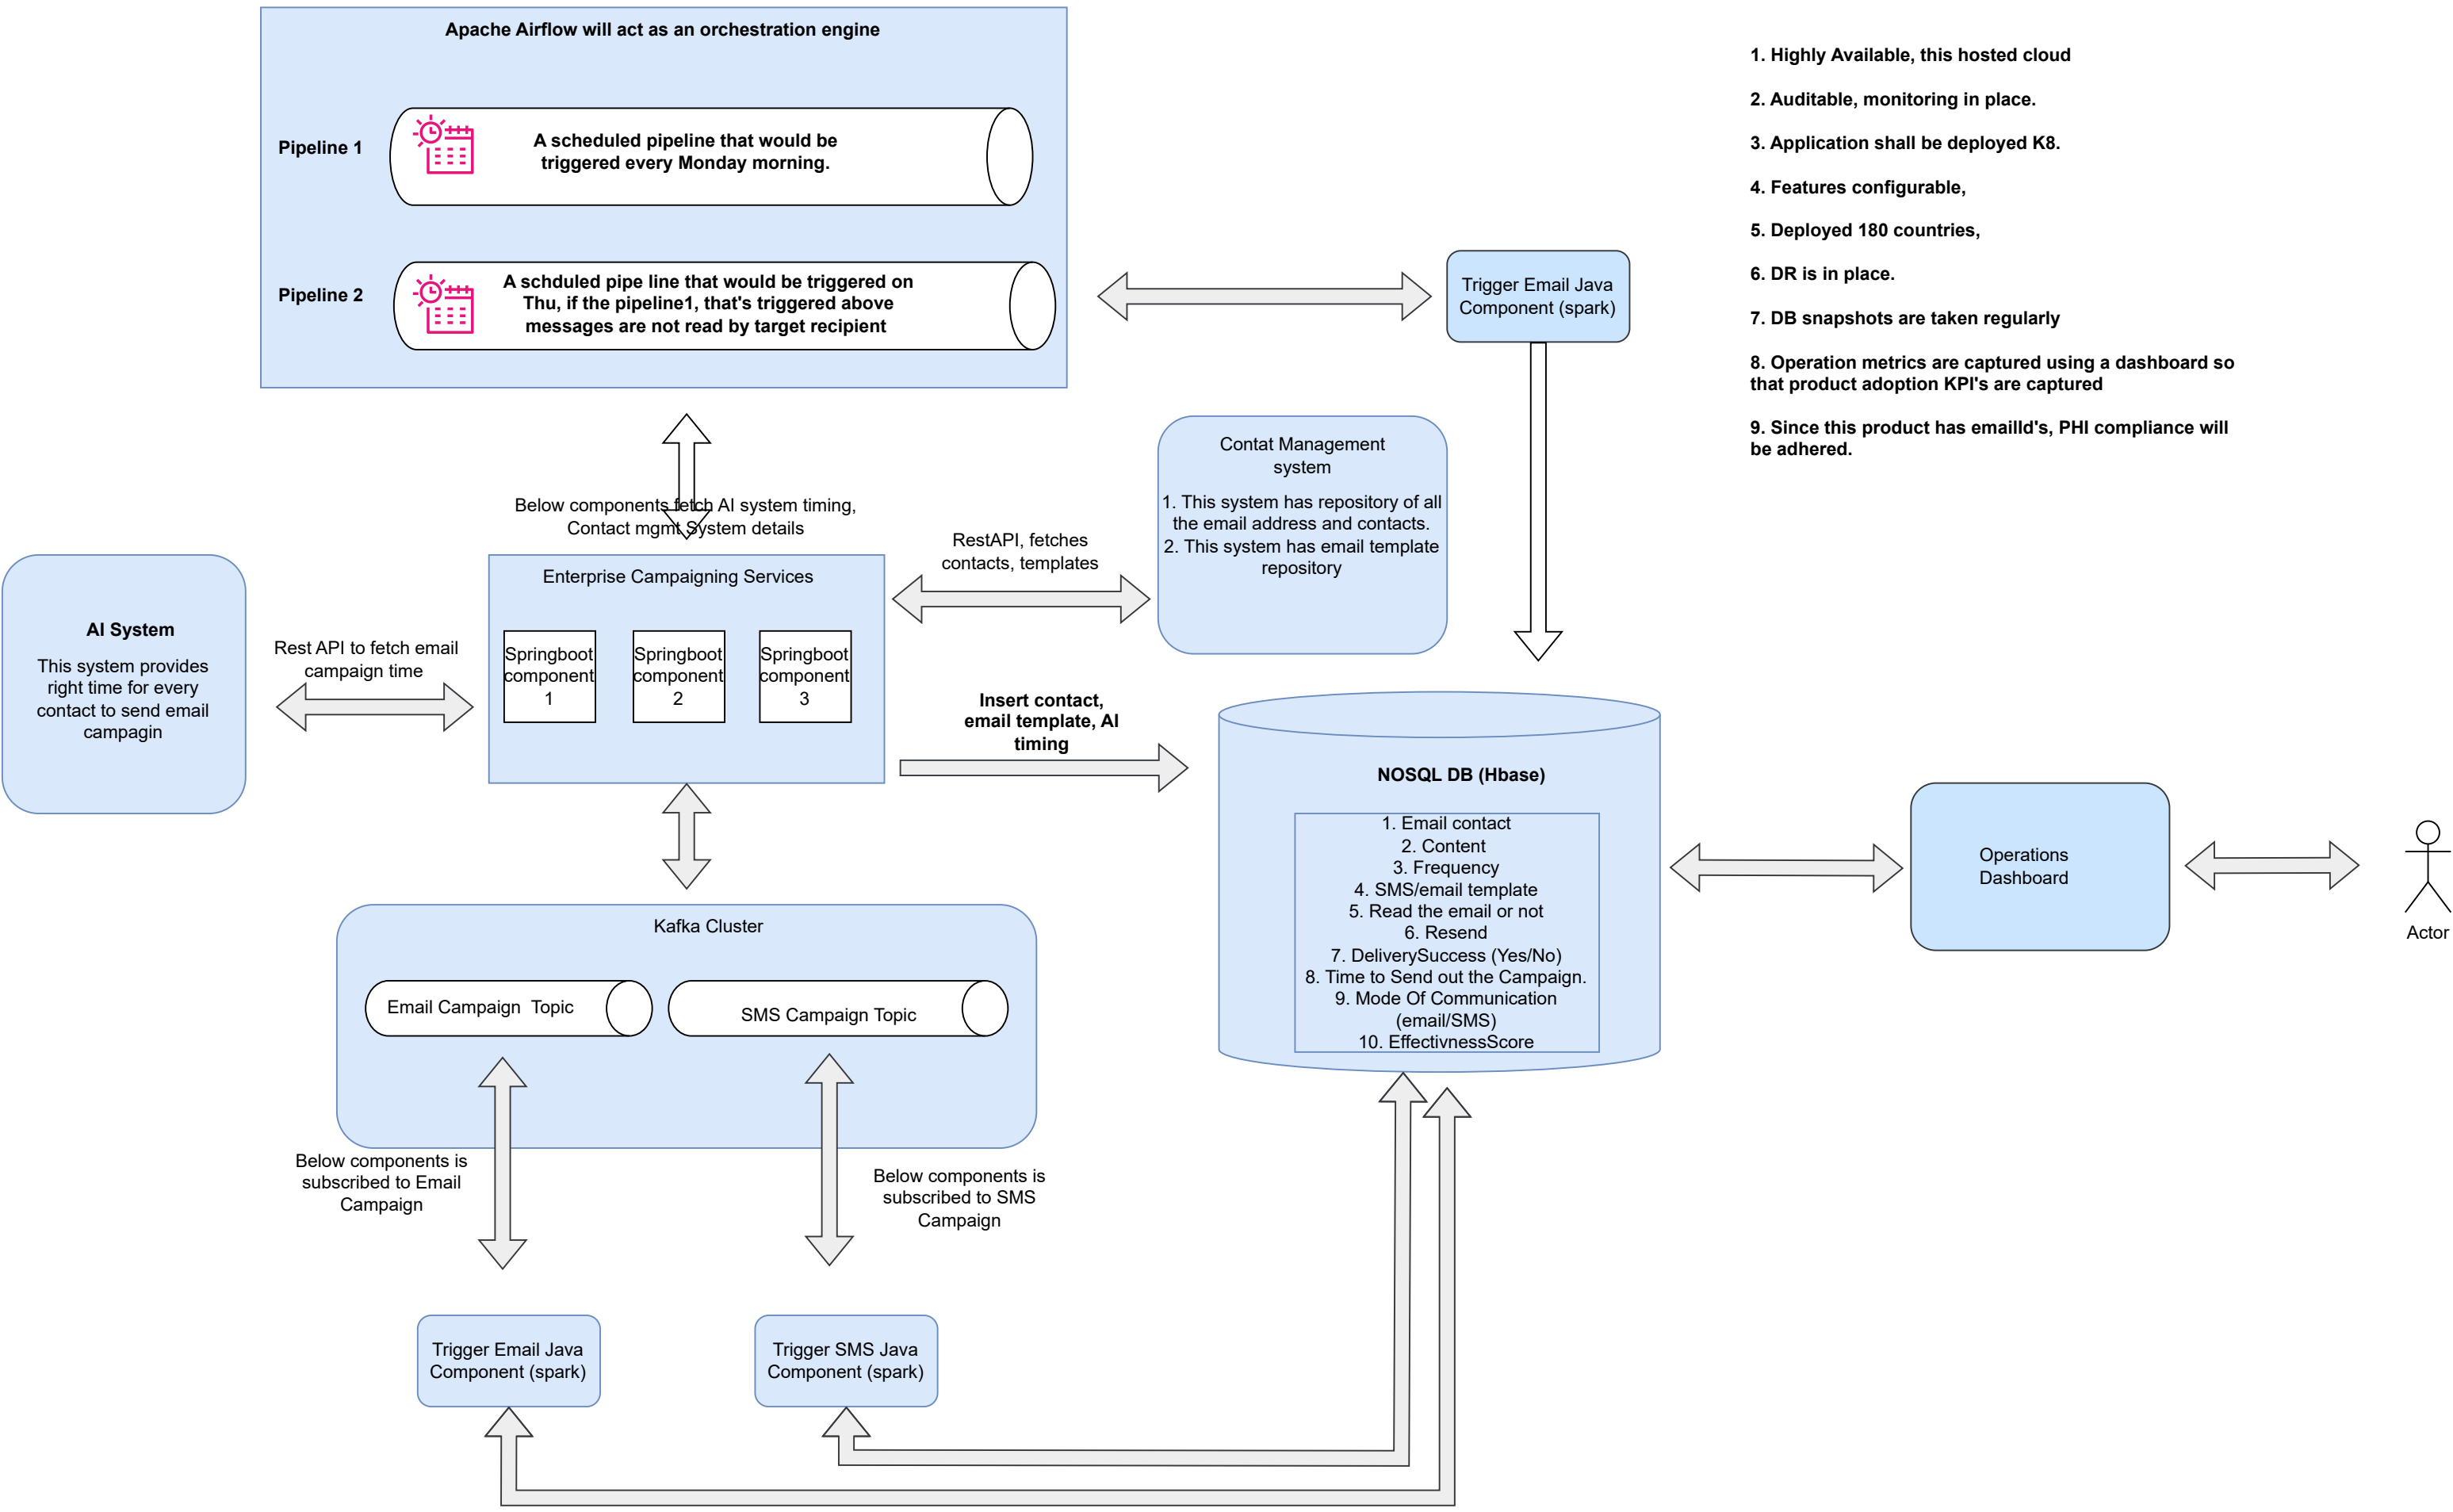 Apache Airflow will act as an orchestration engine
Pipeline 1
A scheduled pipeline that would be
triggered every Monday morning.
Pipeline 2
A schduled pipe line that would be triggered on
Thu, if the pipeline1, that's triggered above
messages are not read by target recipient
1. Highly Available, this hosted cloud
2. Auditable, monitoring in place.
3. Application shall be deployed K8.
4. Features configurable,
5. Deployed 180 countries,
6. DR is in place.
7. DB snapshots are taken regularly
8. Operation metrics are captured using a dashboard so
that product adoption KPI's are captured
9. Since this product has emailId's, PHI compliance will
be adhered.
Trigger Email Java
Component (spark)
Contat Management
system
1. This system has repository of all
the email address and contacts.
2. This system has email template
repository
Below components fetch AI system timing,
Contact mgmt System details
RestAPI, fetches
contacts, templates
Enterprise Campaigning Services
Springboot
component
1
Springboot
component
2
Springboot
component
3
AI System
This system provides
right time for every
contact to send email
campagin
Rest API to fetch email
campaign time
Insert contact,
email template, AI
timing
NOSQL DB (Hbase)
1. Email contact
2. Content
3. Frequency
4. SMS/email template
5. Read the email or not
6. Resend
7. DeliverySuccess (Yes/No)
8. Time to Send out the Campaign.
9. Mode Of Communication
(email/SMS)
10. EffectivnessScore
Operations
Dashboard
Actor
Kafka Cluster
Email Campaign  Topic
SMS Campaign Topic
Below components is
subscribed to Email
Campaign
Below components is
subscribed to SMS
Campaign
Trigger Email Java
Component (spark)
Trigger SMS Java
Component (spark)